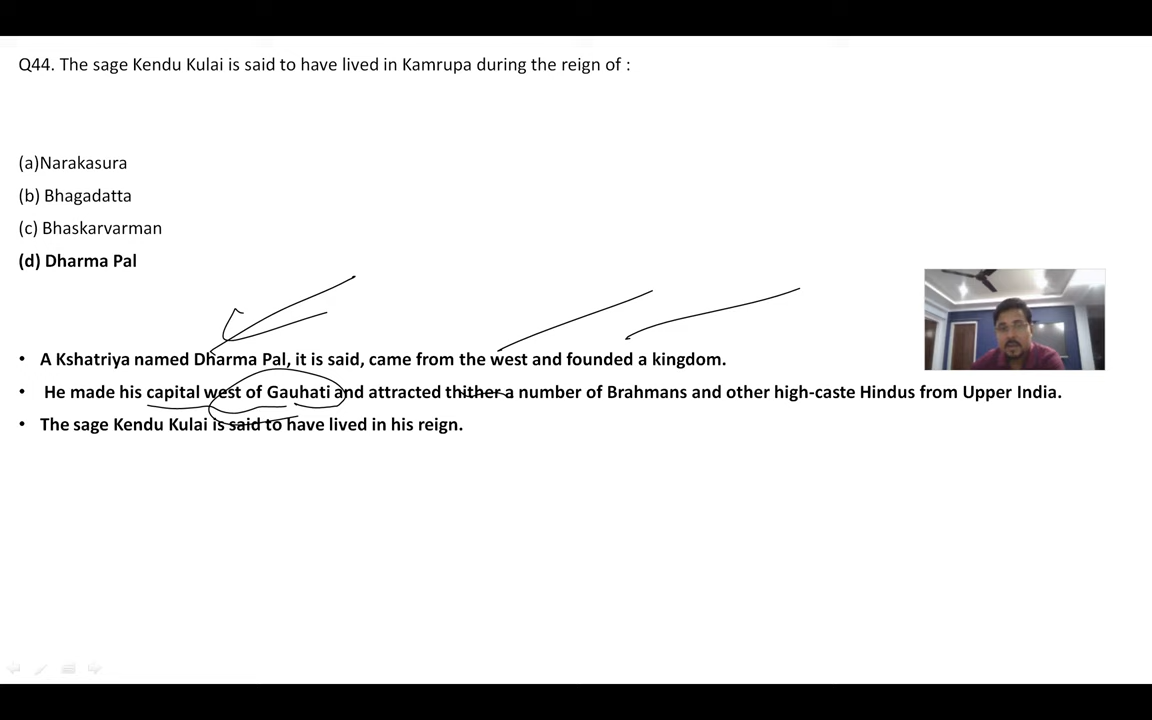 Q44. The sage Kendu Kulai is said to have lived in Kamrupa during the reign of :
(a)Narakasura
(b) Bhagadatta
(c) Bhaskarvarman
(d) Dharma Pal
• A Kshatriya named Dharma Pal, it is said, came from the west and founded a kingdom.
• He made his capital west of Gauhati and attracted thither a number of Brahmans and other high-caste Hindus from Upper India.
• The sage Kendu Kulai is said to have lived in his reign.